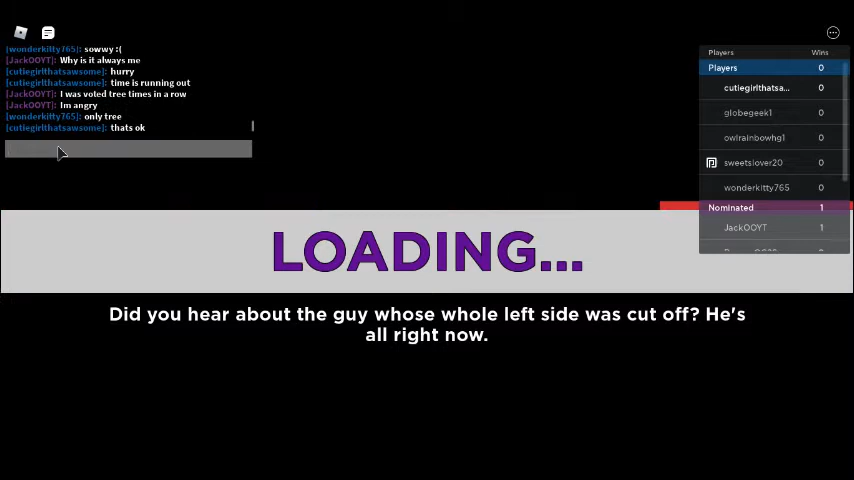 [wonderkitty765]: sowwy :(
[JackOOYT]: Why is it always me
[cutiegirlthatsawsome]: hurry
[cutiegirlthatsawsome]: time is running out
[JackOOYT]: I was voted tree times in a row
[JackOOYT]: Im angry
[wonderkitty765]: only tree
[cutiegirlthatsawsome]: thats ok
Players Wins
Players 0
cutiegirlthatsa... 0
globegeek1 0
owlrainbowhg1 0
sweetslover20 0
wonderkitty765 0
Nominated 1
JackOOYT 1
LOADING...
Did you hear about the guy whose whole left side was cut off? He's
all right now.